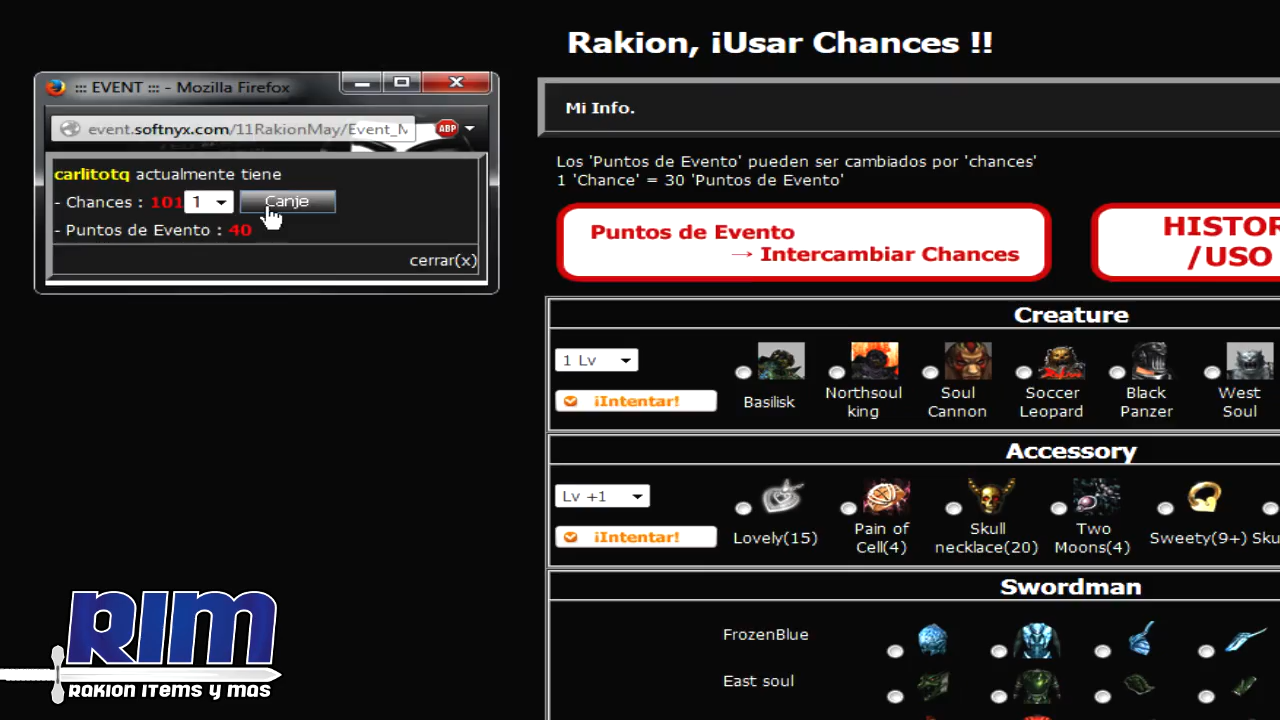 Rakion, ¡Usar Chances !!
::: EVENT ::: - Mozilla Firefox
event.softnyx.com/11RakionMay/Event_M
ABP
carlitotq actualmente tiene
- Chances : 101 1 Canje
- Puntos de Evento : 40
cerrar(x)
Mi Info.
Los 'Puntos de Evento' pueden ser cambiados por 'chances'
1 'Chance' = 30 'Puntos de Evento'
Puntos de Evento
→ Intercambiar Chances
HISTOR
/USO
Creature
1 Lv
¡Intentar!
Basilisk
Northsoul
king
Soul
Cannon
Soccer
Leopard
Black
Panzer
West
Soul
Accessory
Lv +1
¡Intentar!
Lovely(15)
Pain of
Cell(4)
Skull
necklace(20)
Two
Moons(4)
Sweety(9+)
Sku
Swordman
FrozenBlue
East soul
RIM
RAKION ITEMS Y MAS